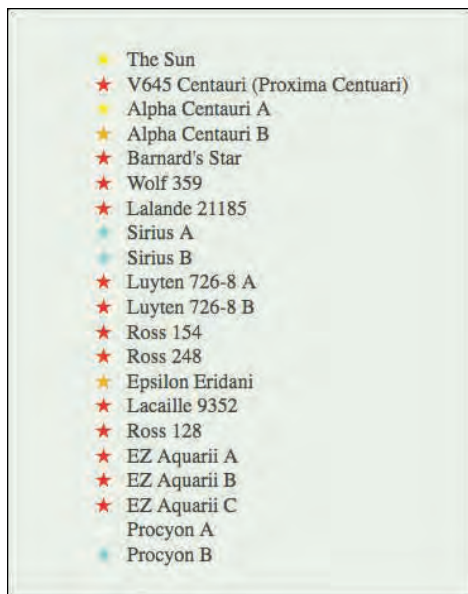 The Sun
V645 Centauri (Proxima Centuari)
Alpha Centauri A
Alpha Centauri B
Barnard's Star
Wolf 359
Lalande 21185
Sirius A
Sirius B
Luyten 726-8 A
Luyten 726-8 B
Ross 154
Ross 248
Epsilon Eridani
Lacaille 9352
Ross 128
EZ Aquarii A
EZ Aquarii B
EZ Aquarii C
Procyon A
Procyon B